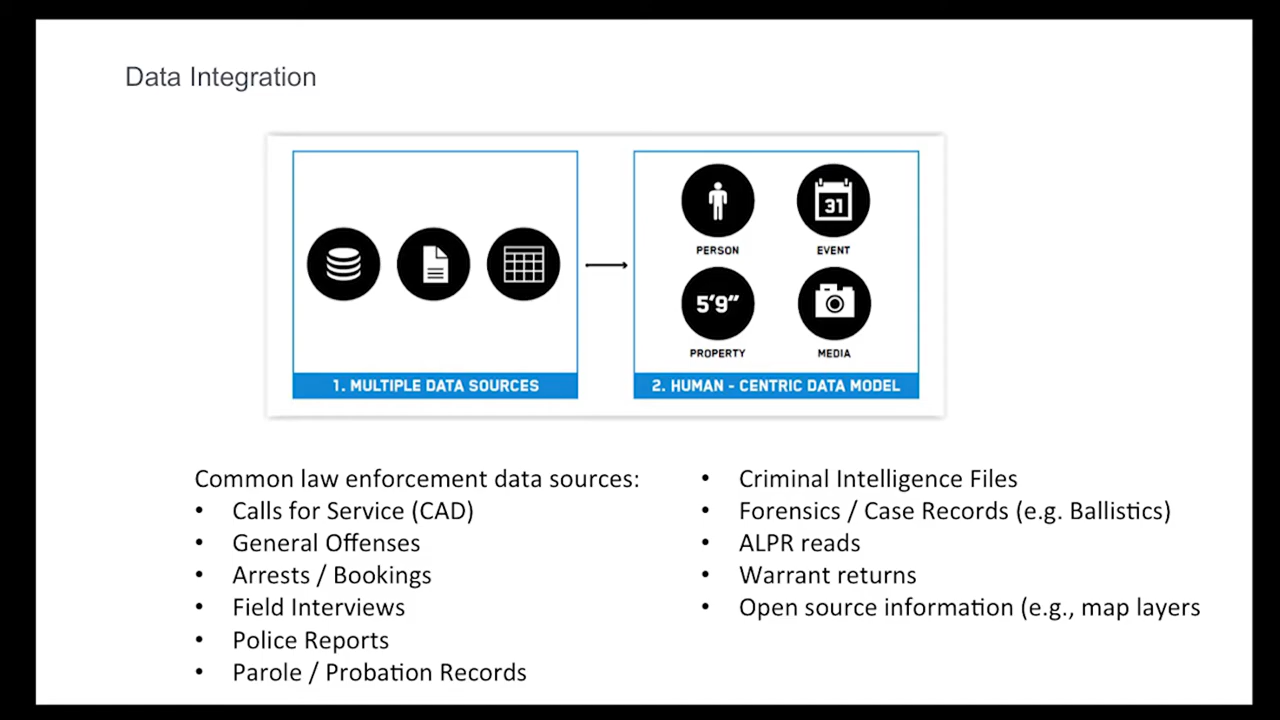 Data Integration
31
PERSON
EVENT
5'9"
PROPERTY
MEDIA
1. MULTIPLE DATA SOURCES
2. HUMAN - CENTRIC DATA MODEL
Common law enforcement data sources:
• Calls for Service (CAD)
• General Offenses
• Arrests / Bookings
• Field Interviews
• Police Reports
• Parole / Probation Records
• Criminal Intelligence Files
• Forensics / Case Records (e.g. Ballistics)
• ALPR reads
• Warrant returns
• Open source information (e.g., map layers